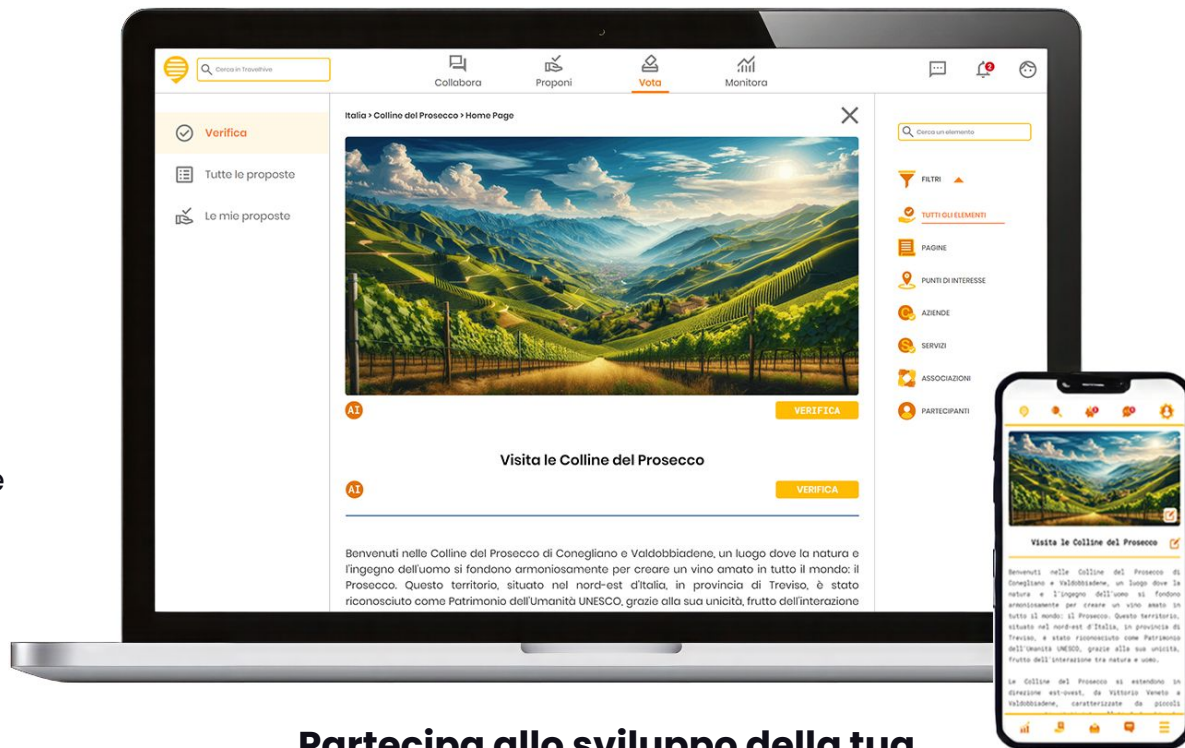 Cerca in Travelhive
Collabora
Proponi
Vota
Monitora
2
Verifica
Tutte le proposte
Le mie proposte
Italia > Colline del Prosecco > Home Page
AI
VERIFICA
Visita le Colline del Prosecco
AI
VERIFICA
Benvenuti nelle Colline del Prosecco di Conegliano e Valdobbiadene, un luogo dove la natura e
l'ingegno dell'uomo si fondono armoniosamente per creare un vino amato in tutto il mondo: il
Prosecco. Questo territorio, situato nel nord-est d'Italia, in provincia di Treviso, è stato
riconosciuto come Patrimonio dell'Umanità UNESCO, grazie alla sua unicità, frutto dell'interazione
Cerca un elemento
FILTRI
TUTTI GLI ELEMENTI
PAGINE
PUNTI DI INTERESSE
AZIENDE
SERVIZI
ASSOCIAZIONI
PARTECIPANTI
e
Visita le Colline del Prosecco
Benvenuti nelle Colline del Prosecco di
Conegliano e Valdobbiadene, un luogo dove la
natura e l'ingegno dell'uomo si fondono
armoniosamente per creare un vino amato in
tutto il mondo: il Prosecco. Questo territorio,
situato nel nord-est d'Italia, in provincia di
Treviso, è stato riconosciuto come Patrimonio
dell'Umanità UNESCO, grazie alla sua unicità,
frutto dell'interazione tra natura e uomo.
Le Colline del Prosecco si estendono in
direzione est-ovest, da Vittorio Veneto a
Valdobbiadene, caratterizzate da piccoli
Partecipa allo sviluppo della tua